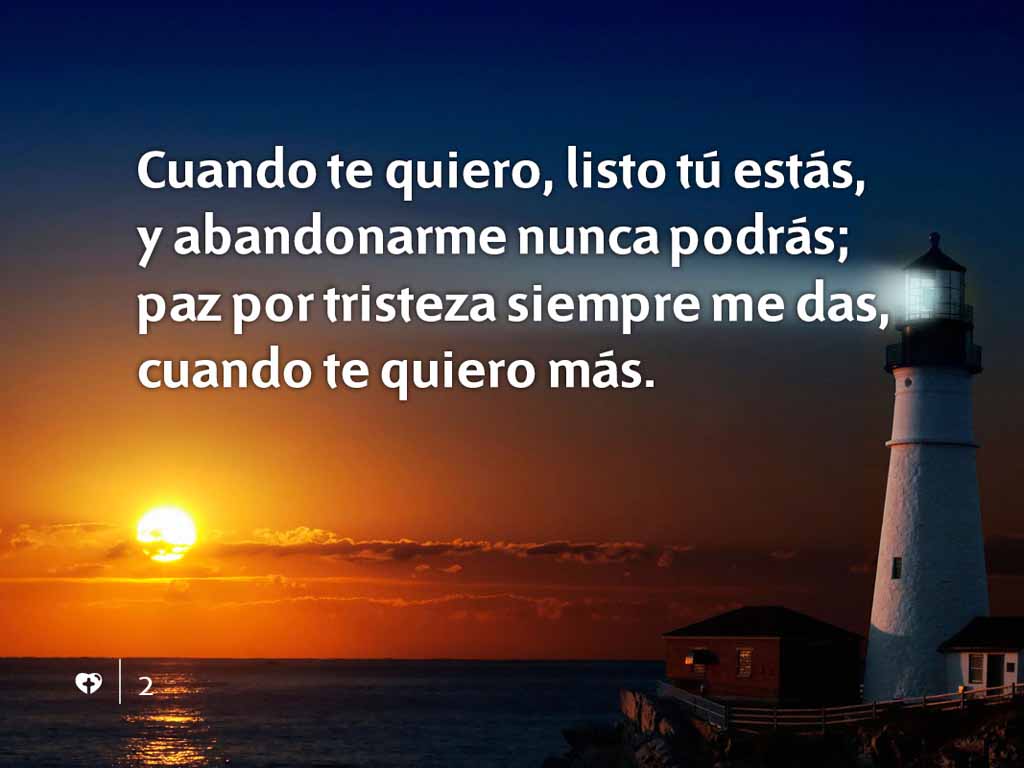 Cuando te quiero, listo tú estás,
y abandonarme nunca podrás;
paz por tristeza siempre me das,
cuando te quiero más.
2